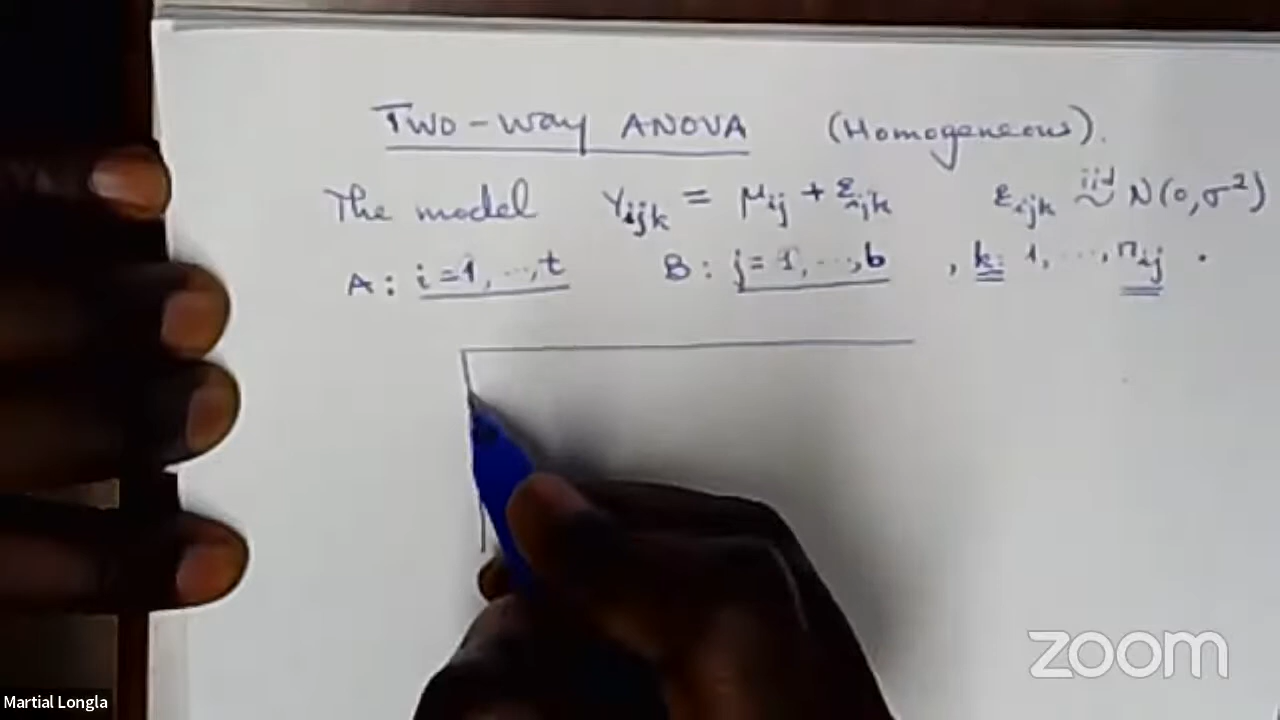 Two-way ANOVA (Homogeneous).
The model Yijk = μij + εijk εijk iid ~ N(0, σ²)
A: i=1, ..., t B: j=1, ..., b , k: 1, ..., nij .
zoom
Martial Longla